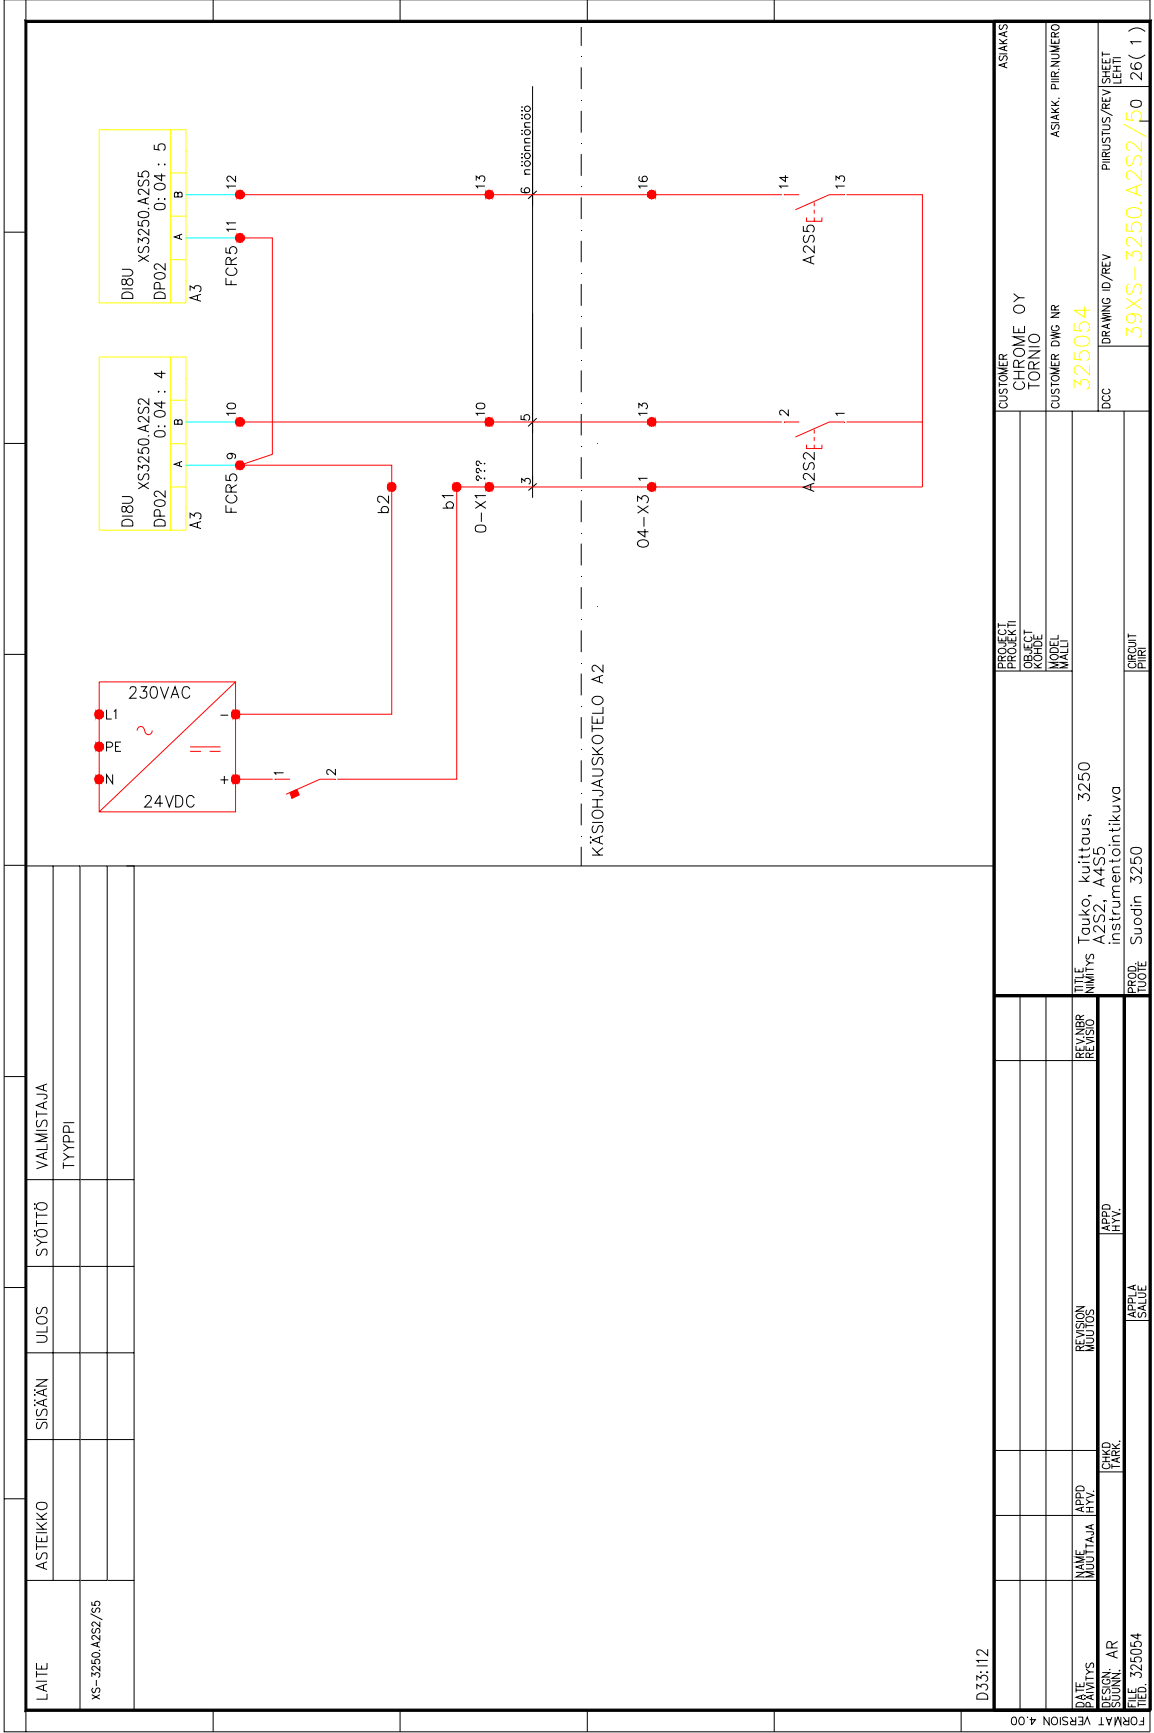 LAITE
ASTEIKKO
SISÄÄN
ULOS
SYÖTTÖ
VALMISTAJA
TYYPPI
XS-3250.A2S2/S5
230VAC
L1
PE
N
-
+
24VDC
1
2
DI8U
XS3250.A2S2
DP02
0: 04 : 4
A
B
A3
FCR5
9
10
DI8U
XS3250.A2S5
DP02
0: 04 : 5
A
B
A3
FCR5
11
12
b2
b1
0-X1
???
10
13
3
5
6
nöönnönöö
KÄSIOHJAUSKOTELO A2
04-X3
1
13
16
A2S2
2
1
A2S5
14
13
D33:I12
DATE
PÄIVITYS
NAME
MUUTTAJA
APPD
HYV.
REVISION
MUUTOS
REV.NBR
REVISIO
DESIGN.
SUUNN.
AR
CHKD
TARK.
APPD
HYV.
FILE
TIED.
325054
APPLA
SALUE
PROJECT
PROJEKTI
OBJECT
KOHDE
MODEL
MALLI
TITLE
NIMITYS
Tauko, kuittaus, 3250
A2S2, A4S5
instrumentointikuva
PROD.
TUOTE
Suodin 3250
CIRCUIT
PIIRI
CUSTOMER
ASIAKAS
CHROME OY
TORNIO
CUSTOMER DWG NR
ASIAKK. PIIR.NUMERO
325054
DCC
DRAWING ID/REV
PIIRUSTUS/REV
39XS-3250.A2S2/50
0
SHEET
LEHTI
26( 1 )
FORMAT VERSION 4.00